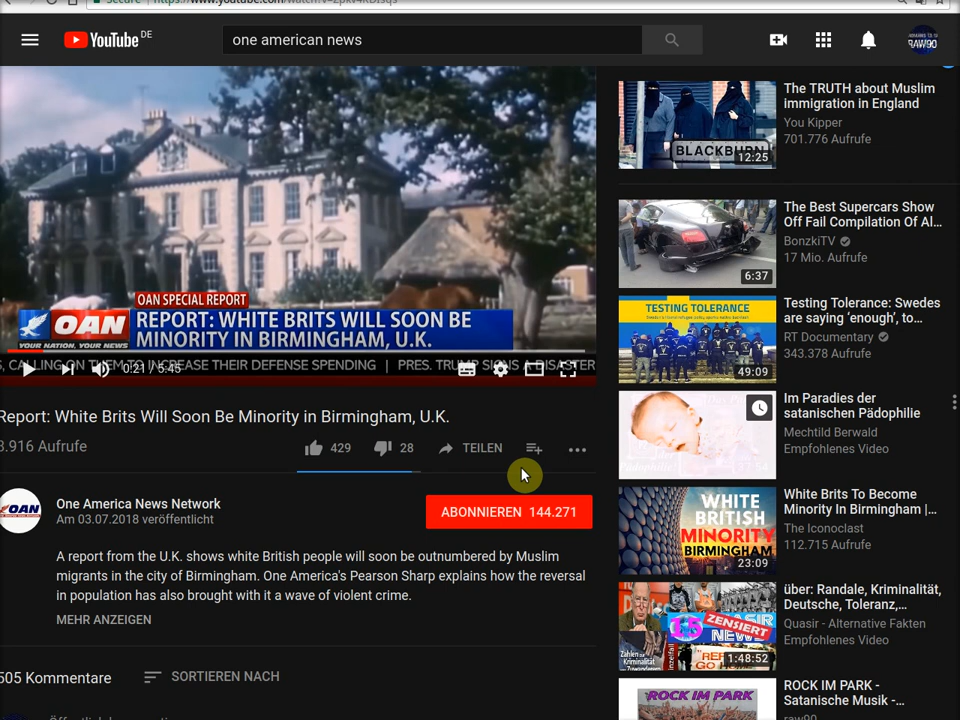 YouTube DE
one american news
OAN SPECIAL REPORT
OAN
YOUR NATION. YOUR NEWS.
REPORT: WHITE BRITS WILL SOON BE
MINORITY IN BIRMINGHAM, U.K.
INCREASE THEIR DEFENSE SPENDING | PRES.
0:21 / 5:45
Report: White Brits Will Soon Be Minority in Birmingham, U.K.
3.916 Aufrufe
429
28
TEILEN
OAN
One America News Network
Am 03.07.2018 veröffentlicht
ABONNIEREN 144.271
A report from the U.K. shows white British people will soon be outnumbered by Muslim
migrants in the city of Birmingham. One America's Pearson Sharp explains how the reversal
in population has also brought with it a wave of violent crime.
MEHR ANZEIGEN
505 Kommentare
SORTIEREN NACH
BLACKBURN
12:25
The TRUTH about Muslim
immigration in England
You Kipper
701.776 Aufrufe
6:37
The Best Supercars Show
Off Fail Compilation Of Al...
BonzkiTV
17 Mio. Aufrufe
TESTING TOLERANCE
49:09
Testing Tolerance: Swedes
are saying ‘enough’, to...
RT Documentary
343.378 Aufrufe
Im Paradies der
satanischen Pädophilie
Mechtild Berwald
Empfohlenes Video
WHITE
BRITISH
MINORITY
BIRMINGHAM
23:09
White Brits To Become
Minority In Birmingham |...
The Iconoclast
112.715 Aufrufe
15
ZENSIERT
1:48:52
über: Randale, Kriminalität,
Deutsche, Toleranz,...
Quasir - Alternative Fakten
Empfohlenes Video
ROCK IM PARK
ROCK IM PARK -
Satanische Musik -...
raw90